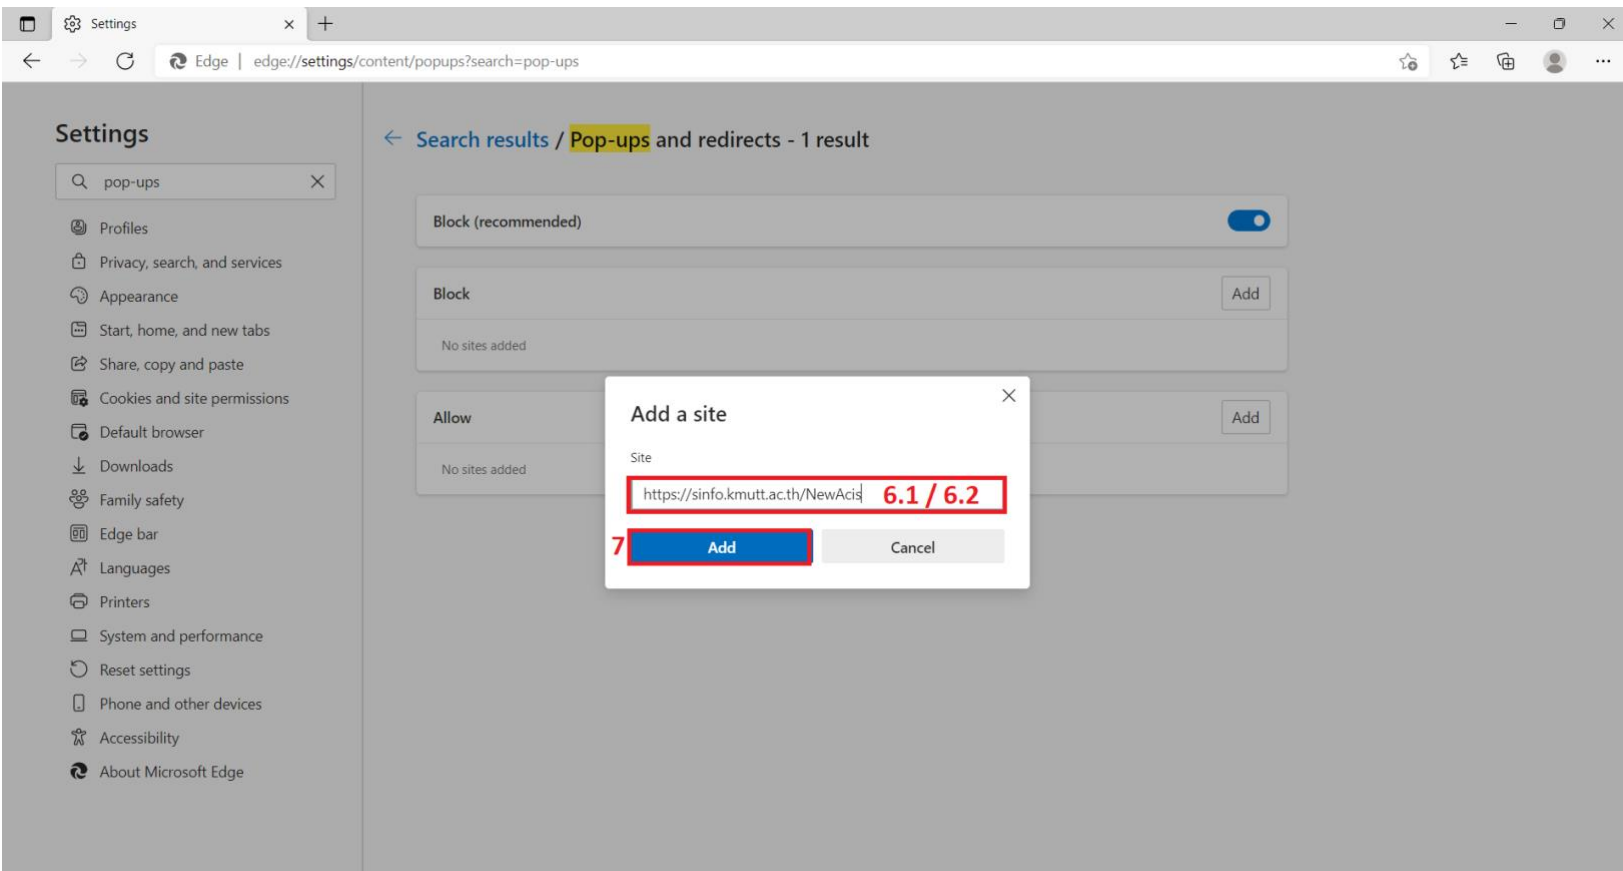 Settings
Edge | edge://settings/content/popups?search=pop-ups
Settings
pop-ups
Profiles
Privacy, search, and services
Appearance
Start, home, and new tabs
Share, copy and paste
Cookies and site permissions
Default browser
Downloads
Family safety
Edge bar
Languages
Printers
System and performance
Reset settings
Phone and other devices
Accessibility
About Microsoft Edge
Search results / Pop-ups and redirects - 1 result
Block (recommended)
Block Add
No sites added
Allow Add
No sites added
Add a site
Site
https://sinfo.kmutt.ac.th/NewAcis 6.1 / 6.2
7 Add Cancel